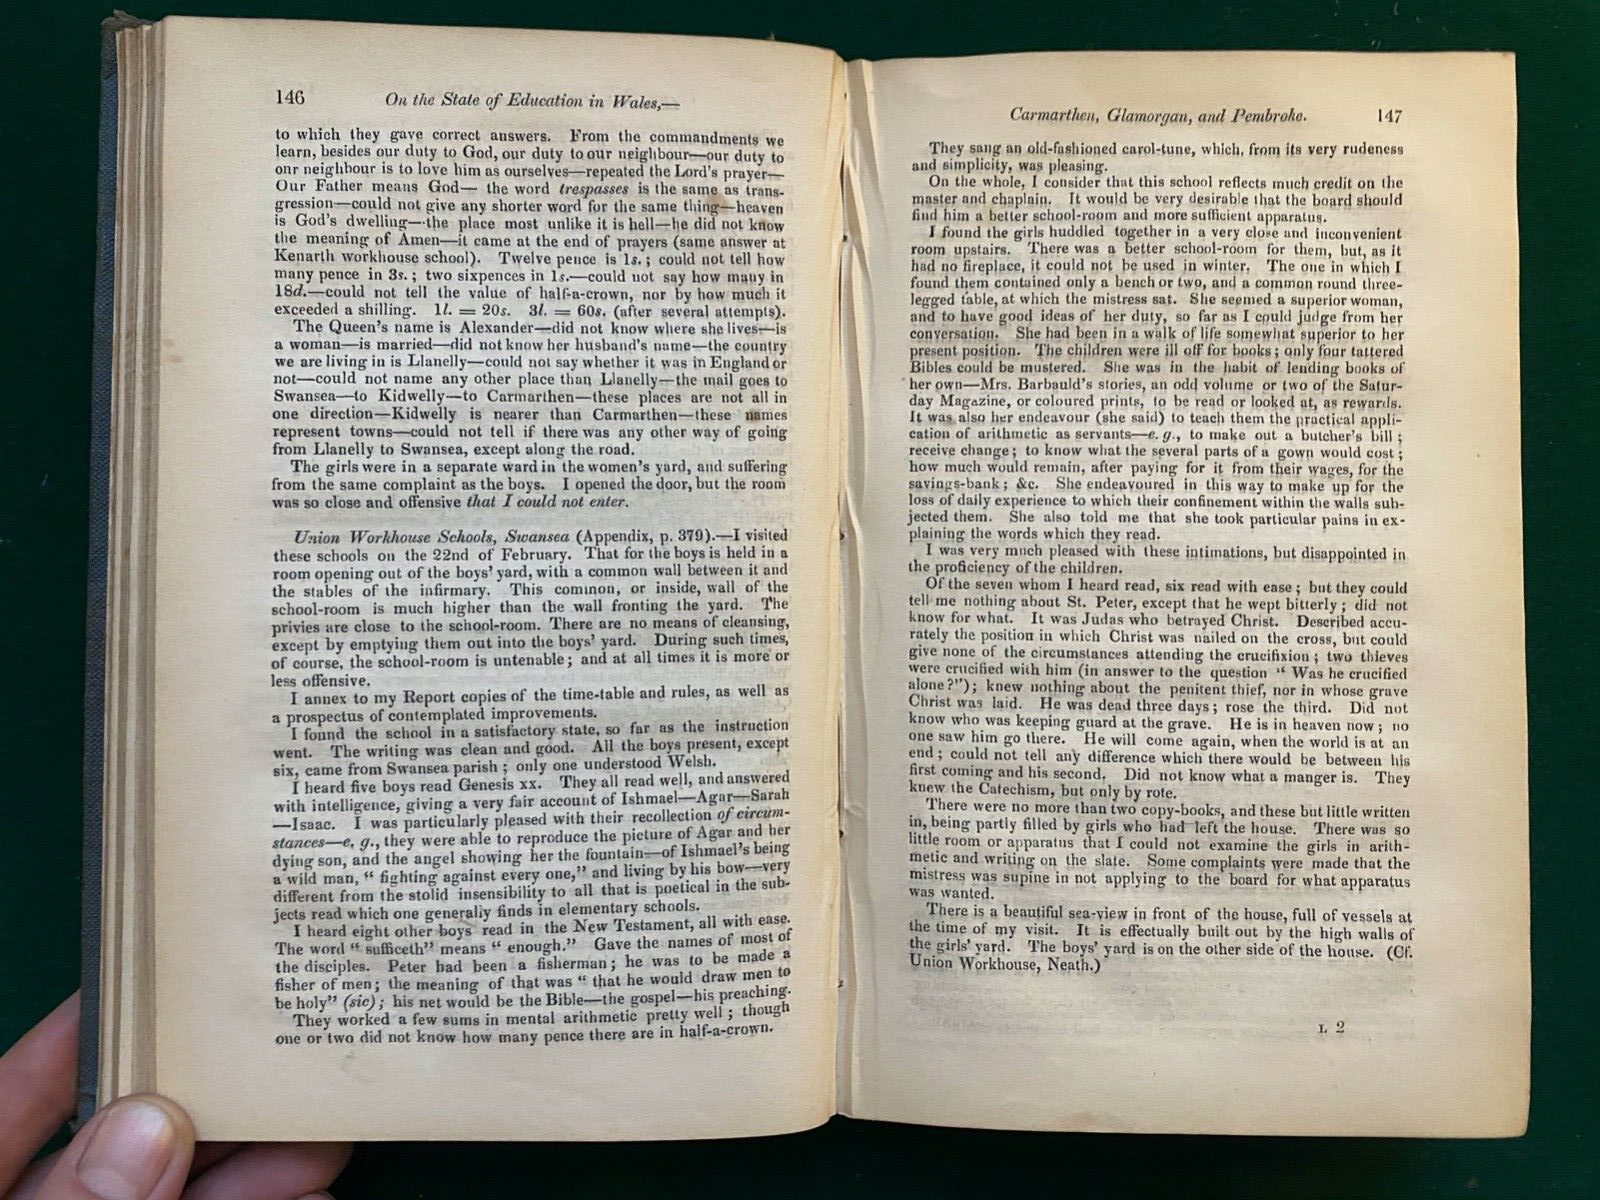 146 On the State of Education in Wales,—
to which they gave correct answers. From the commandments we
learn, besides our duty to God, our duty to our neighbour—our duty to
onr neighbour is to love him as ourselves—repeated the Lord's prayer—
Our Father means God— the word trespasses is the same as trans-
gression—could not give any shorter word for the same thing—heaven
is God's dwelling—the place most unlike it is hell—he did not know
the meaning of Amen—it came at the end of prayers (same answer at
Kenarth workhouse school). Twelve pence is 1s.; could not tell how
many pence in 3s.; two sixpences in 1s.—could not say how many in
18d.—could not tell the value of half-a-crown, nor by how much it
exceeded a shilling. 1l. = 20s. 3l. = 60s. (after several attempts).
The Queen's name is Alexander—did not know where she lives—is
a woman—is married—did not know her husband's name—the country
we are living in is Llanelly—could not say whether it was in England or
not—could not name any other place than Llanelly—the mail goes to
Swansea—to Kidwelly—to Carmarthen—these places are not all in
one direction—Kidwelly is nearer than Carmarthen—these names
represent towns—could not tell if there was any other way of going
from Llanelly to Swansea, except along the road.
The girls were in a separate ward in the women's yard, and suffering
from the same complaint as the boys. I opened the door, but the room
was so close and offensive that I could not enter.
Union Workhouse Schools, Swansea (Appendix, p. 379).—I visited
these schools on the 22nd of February. That for the boys is held in a
room opening out of the boys' yard, with a common wall between it and
the stables of the infirmary. This common, or inside, wall of the
school-room is much higher than the wall fronting the yard. The
privies are close to the school-room. There are no means of cleansing,
except by emptying them out into the boys' yard. During such times,
of course, the school-room is untenable; and at all times it is more or
less offensive.
I annex to my Report copies of the time-table and rules, as well as
a prospectus of contemplated improvements.
I found the school in a satisfactory state, so far as the instruction
went. The writing was clean and good. All the boys present, except
six, came from Swansea parish; only one understood Welsh.
I heard five boys read Genesis xx. They all read well, and answered
with intelligence, giving a very fair account of Ishmael—Agar—Sarah
—Isaac. I was particularly pleased with their recollection of circum-
stances—e. g., they were able to reproduce the picture of Agar and her
dying son, and the angel showing her the fountain—of Ishmael's being
a wild man, "fighting against every one," and living by his bow—very
different from the stolid insensibility to all that is poetical in the sub-
jects read which one generally finds in elementary schools.
I heard eight other boys read in the New Testament, all with ease.
The word "sufficeth" means "enough." Gave the names of most of
the disciples. Peter had been a fisherman; he was to be made a
fisher of men; the meaning of that was "that he would draw men to
be holy" (sic); his net would be the Bible—the gospel—his preaching.
They worked a few sums in mental arithmetic pretty well; though
one or two did not know how many pence there are in half-a-crown.
Carmarthen, Glamorgan, and Pembroke. 147
They sang an old-fashioned carol-tune, which, from its very rudeness
and simplicity, was pleasing.
On the whole, I consider that this school reflects much credit on the
master and chaplain. It would be very desirable that the board should
find him a better school-room and more sufficient apparatus.
I found the girls huddled together in a very close and inconvenient
room upstairs. There was a better school-room for them, but, as it
had no fireplace, it could not be used in winter. The one in which I
found them contained only a bench or two, and a common round three-
legged table, at which the mistress sat. She seemed a superior woman,
and to have good ideas of her duty, so far as I could judge from her
conversation. She had been in a walk of life somewhat superior to her
present position. The children were ill off for books; only four tattered
Bibles could be mustered. She was in the habit of lending books of
her own—Mrs. Barbauld's stories, an odd volume or two of the Satur-
day Magazine, or coloured prints, to be read or looked at, as rewards.
It was also her endeavour (she said) to teach them the practical appli-
cation of arithmetic as servants—e. g., to make out a butcher's bill;
receive change; to know what the several parts of a gown would cost;
how much would remain, after paying for it from their wages, for the
savings-bank; &c. She endeavoured in this way to make up for the
loss of daily experience to which their confinement within the walls sub-
jected them. She also told me that she took particular pains in ex-
plaining the words which they read.
I was very much pleased with these intimations, but disappointed in
the proficiency of the children.
Of the seven whom I heard read, six read with ease; but they could
tell me nothing about St. Peter, except that he wept bitterly; did not
know for what. It was Judas who betrayed Christ. Described accu-
rately the position in which Christ was nailed on the cross, but could
give none of the circumstances attending the crucifixion; two thieves
were crucified with him (in answer to the question "Was he crucified
alone?"); knew nothing about the penitent thief, nor in whose grave
Christ was laid. He was dead three days; rose the third. Did not
know who was keeping guard at the grave. He is in heaven now; no
one saw him go there. He will come again, when the world is at an
end; could not tell any difference which there would be between his
first coming and his second. Did not know what a manger is. They
knew the Catechism, but only by rote.
There were no more than two copy-books, and these but little written
in, being partly filled by girls who had left the house. There was so
little room or apparatus that I could not examine the girls in arith-
metic and writing on the slate. Some complaints were made that the
mistress was supine in not applying to the board for what apparatus
was wanted.
There is a beautiful sea-view in front of the house, full of vessels at
the time of my visit. It is effectually built out by the high walls of
the girls' yard. The boys' yard is on the other side of the house. (Cf.
Union Workhouse, Neath.)
L 2